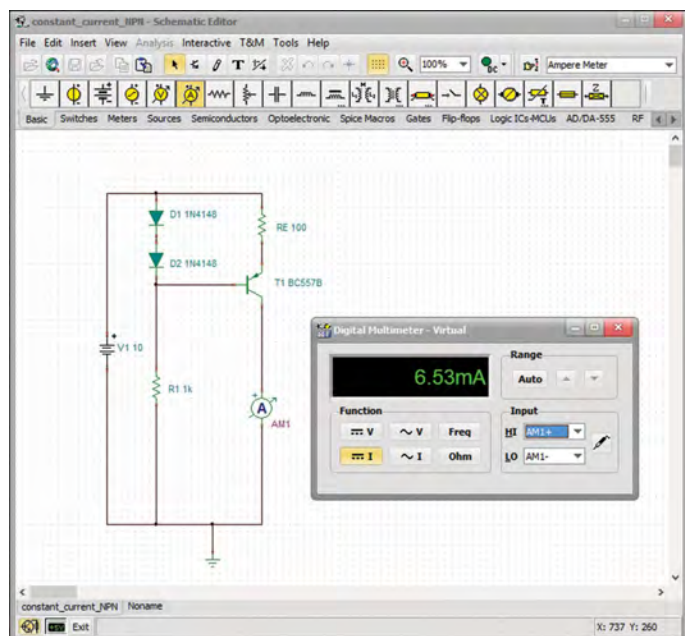 constant_current_NPN - Schematic Editor
File Edit Insert View Analysis Interactive T&M Tools Help
T 100% DC Ampere Meter
V A Z
Basic Switches Meters Sources Semiconductors Optoelectronic Spice Macros Gates Flip-flops Logic ICs-MCUs AD/DA-555 RF
D1 1N4148
RE 100
D2 1N4148
T1 BC557B
+
V1 10
R1 1k
+
A
AM1
Digital Multimeter - Virtual
6.53mA
Range
Auto
Function
V
V
Freq
I
I
Ohm
Input
HI AM1+
LO AM1-
constant_current_NPN Noname
Exit
X: 737 Y: 260